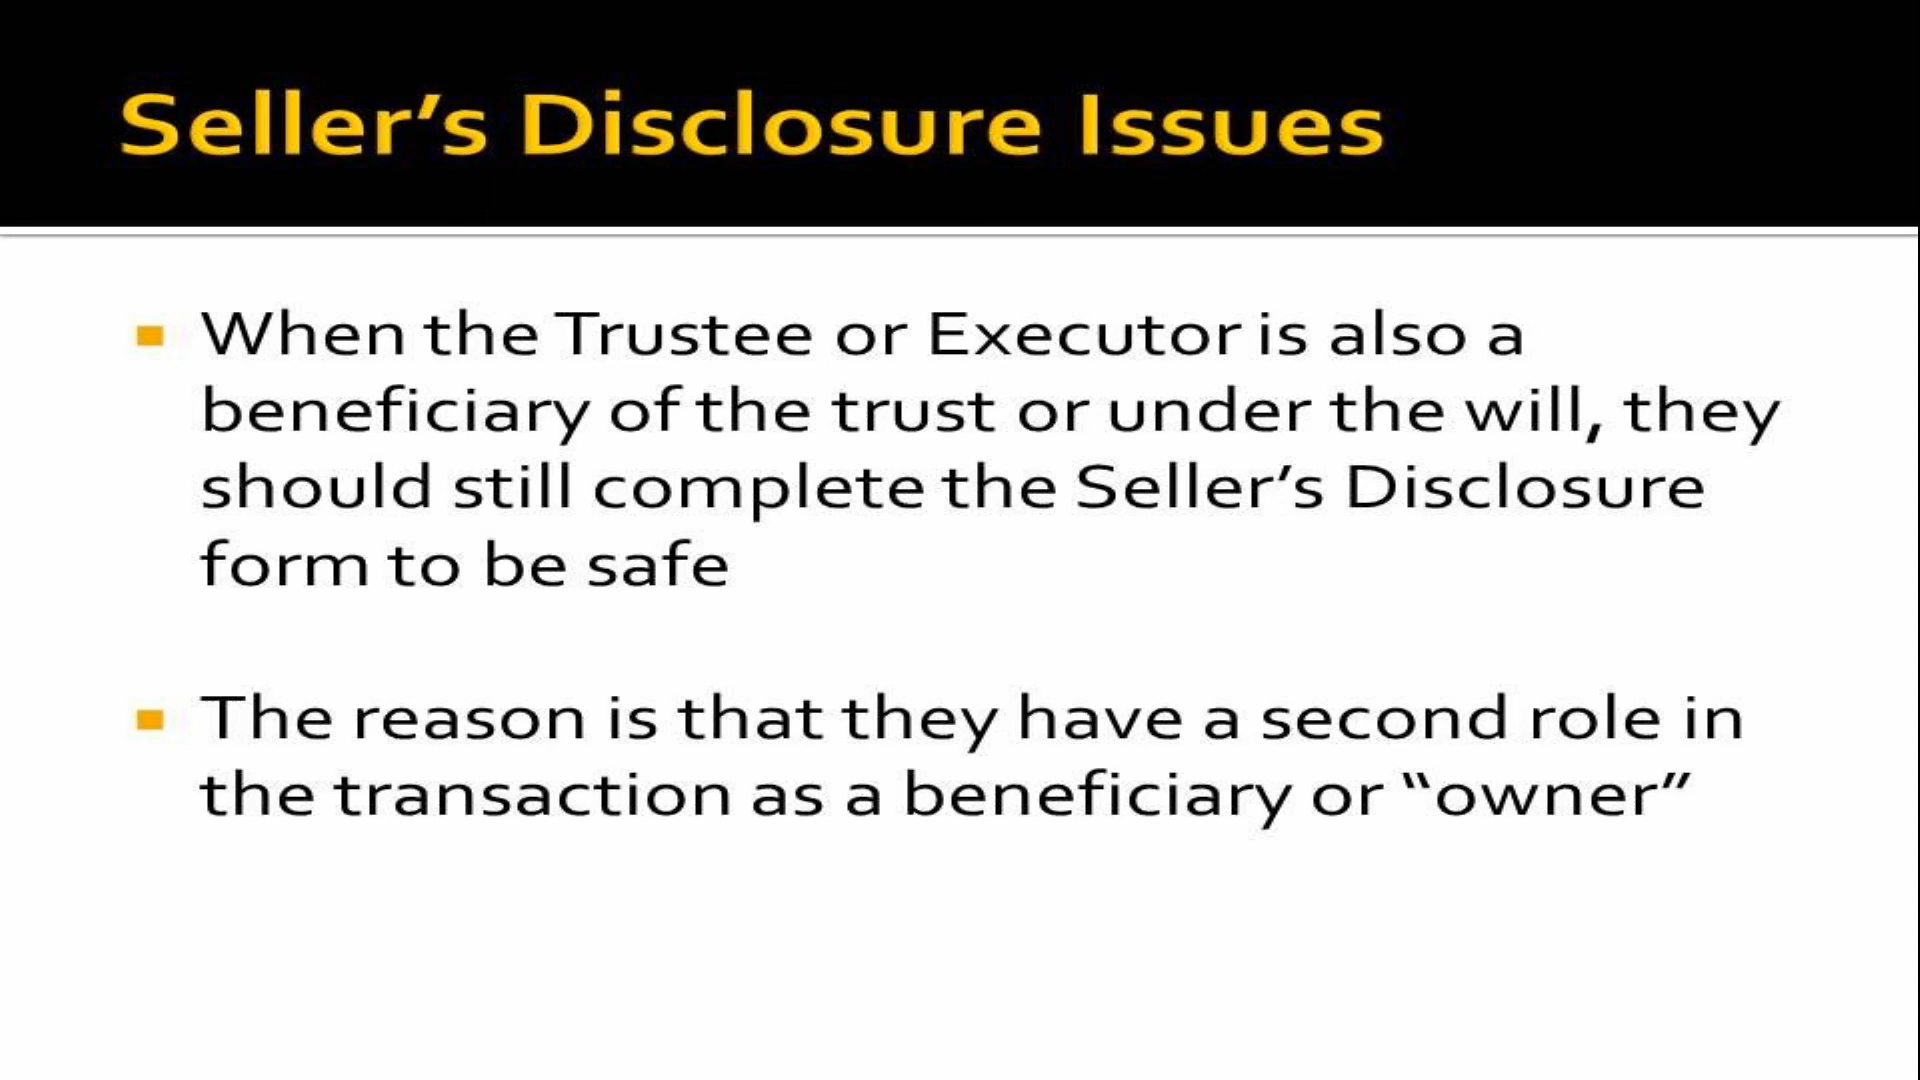 Seller’s Disclosure Issues
When the Trustee or Executor is also a
beneficiary of the trust or under the will, they
should still complete the Seller’s Disclosure
form to be safe
The reason is that they have a second role in
the transaction as a beneficiary or “owner”